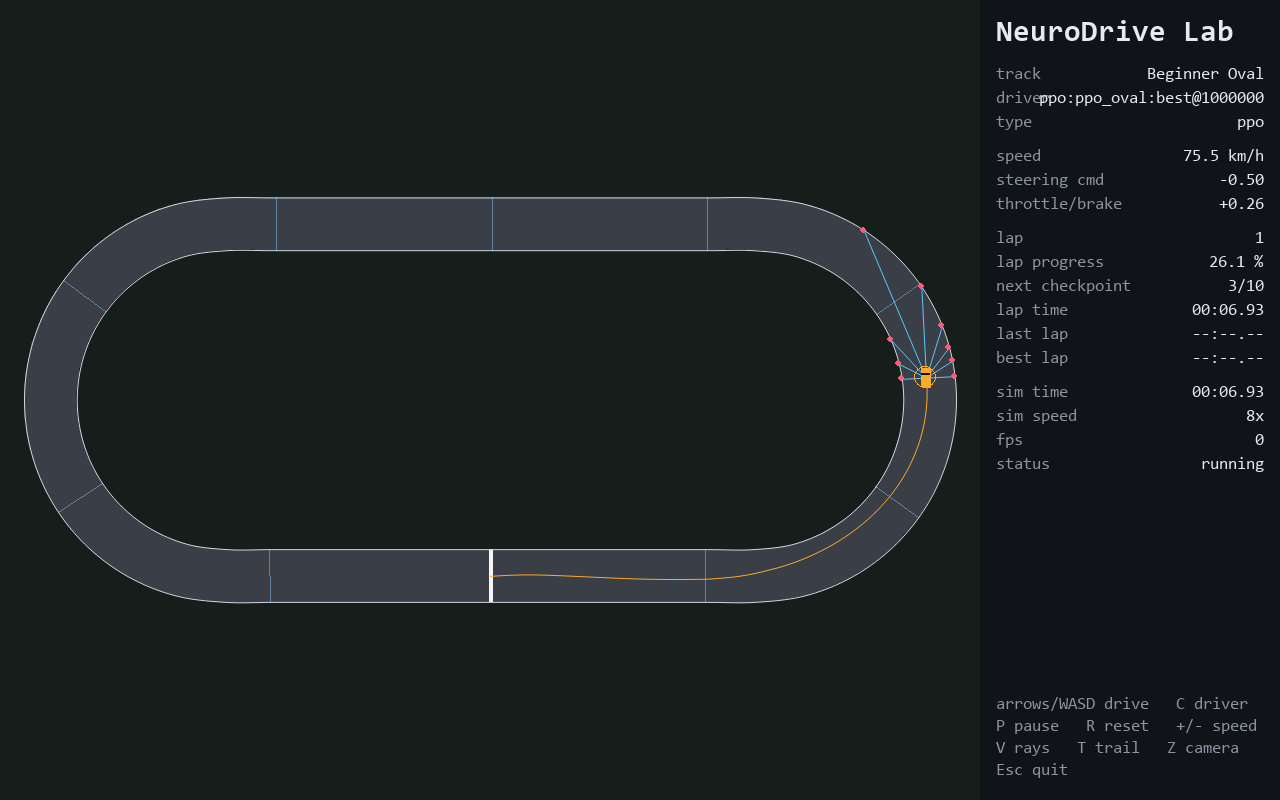 NeuroDrive Lab
track Beginner Oval
driver ppo:ppo_oval:best@1000000
type ppo
speed 75.5 km/h
steering cmd -0.50
throttle/brake +0.26
lap 1
lap progress 26.1 %
next checkpoint 3/10
lap time 00:06.93
last lap --:--.--
best lap --:--.--
sim time 00:06.93
sim speed 8x
fps 0
status running
arrows/WASD drive C driver
P pause R reset +/- speed
V rays T trail Z camera
Esc quit